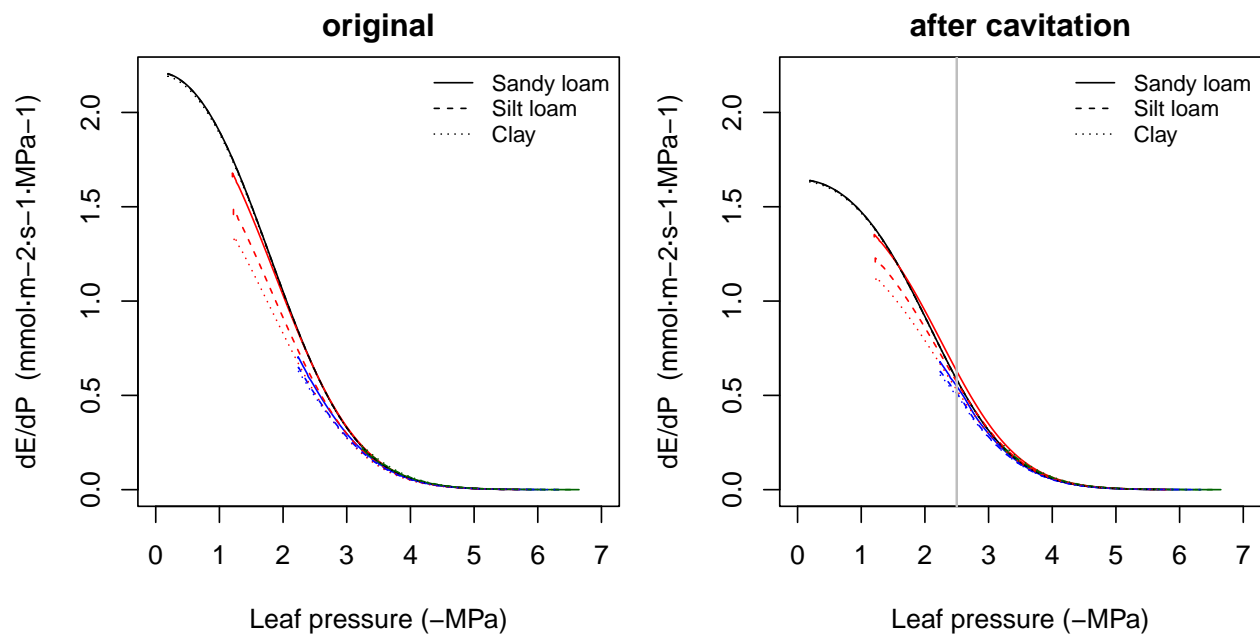 original
dE/dP (mmol·m−2·s−1·MPa−1)
0.0 0.5 1.0 1.5 2.0
Sandy loam
Silt loam
Clay
0 1 2 3 4 5 6 7
Leaf pressure (−MPa)
after cavitation
dE/dP (mmol·m−2·s−1·MPa−1)
0.0 0.5 1.0 1.5 2.0
Sandy loam
Silt loam
Clay
0 1 2 3 4 5 6 7
Leaf pressure (−MPa)